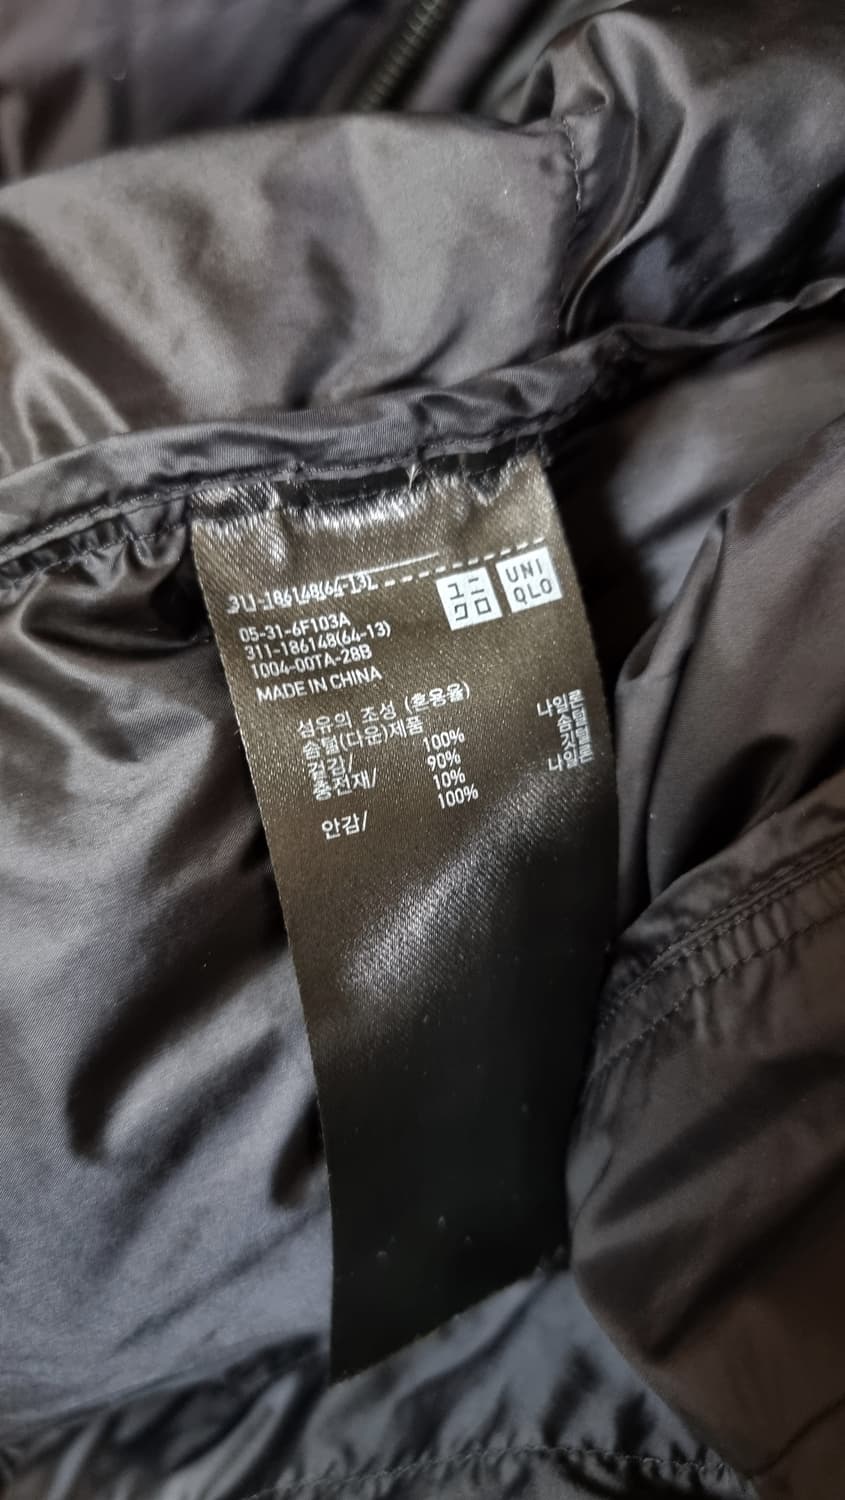 311-186148(64-13)
ユニ
クロ
UNI
QLO
05-31-6F103A
311-186148(64-13)
1004-00TA-28B
MADE IN CHINA
섬유의 조성 (혼용율)
솜털(다운)제품
겉감/ 100% 나일론
충전재/ 90% 솜털
10% 깃털
안감/ 100% 나일론